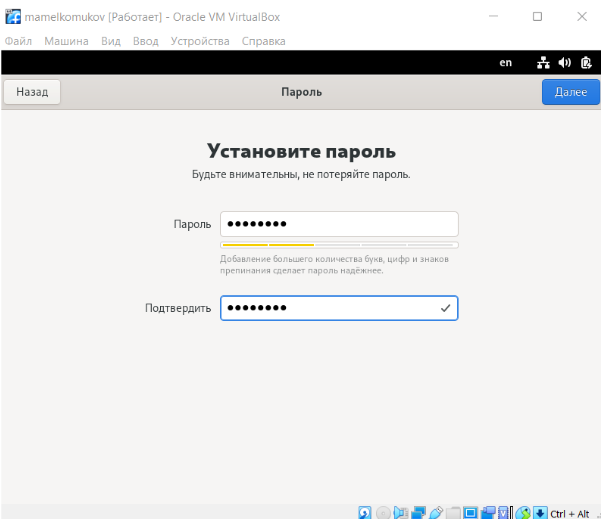 mamelkomukov [Работает] - Oracle VM VirtualBox
Файл Машина Вид Ввод Устройства Справка
en
Назад Пароль Далее
Установите пароль
Будьте внимательны, не потеряйте пароль.
Пароль ●●●●●●●●
Добавление большего количества букв, цифр и знаков
препинания сделает пароль надёжнее.
Подтвердить ●●●●●●●●
Ctrl + Alt